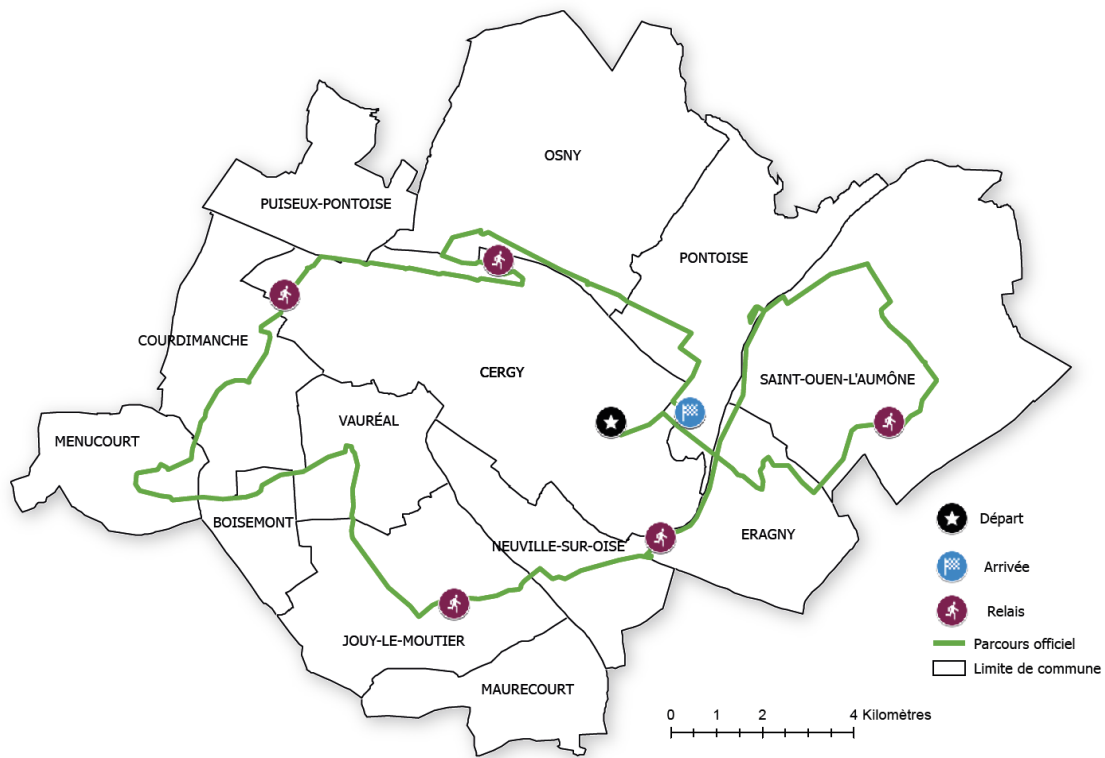 OSNY
PUISEUX-PONTOISE
PONTOISE
COURDIMANCHE
CERGY
SAINT-OUEN-L'AUMÔNE
VAURÉAL
MENUCOURT
BOISEMONT
NEUVILLE-SUR-OISE
ERAGNY
JOUY-LE-MOUTIER
MAURECOURT
Départ
Arrivée
Relais
Parcours officiel
Limite de commune
0 1 2 4 Kilomètres